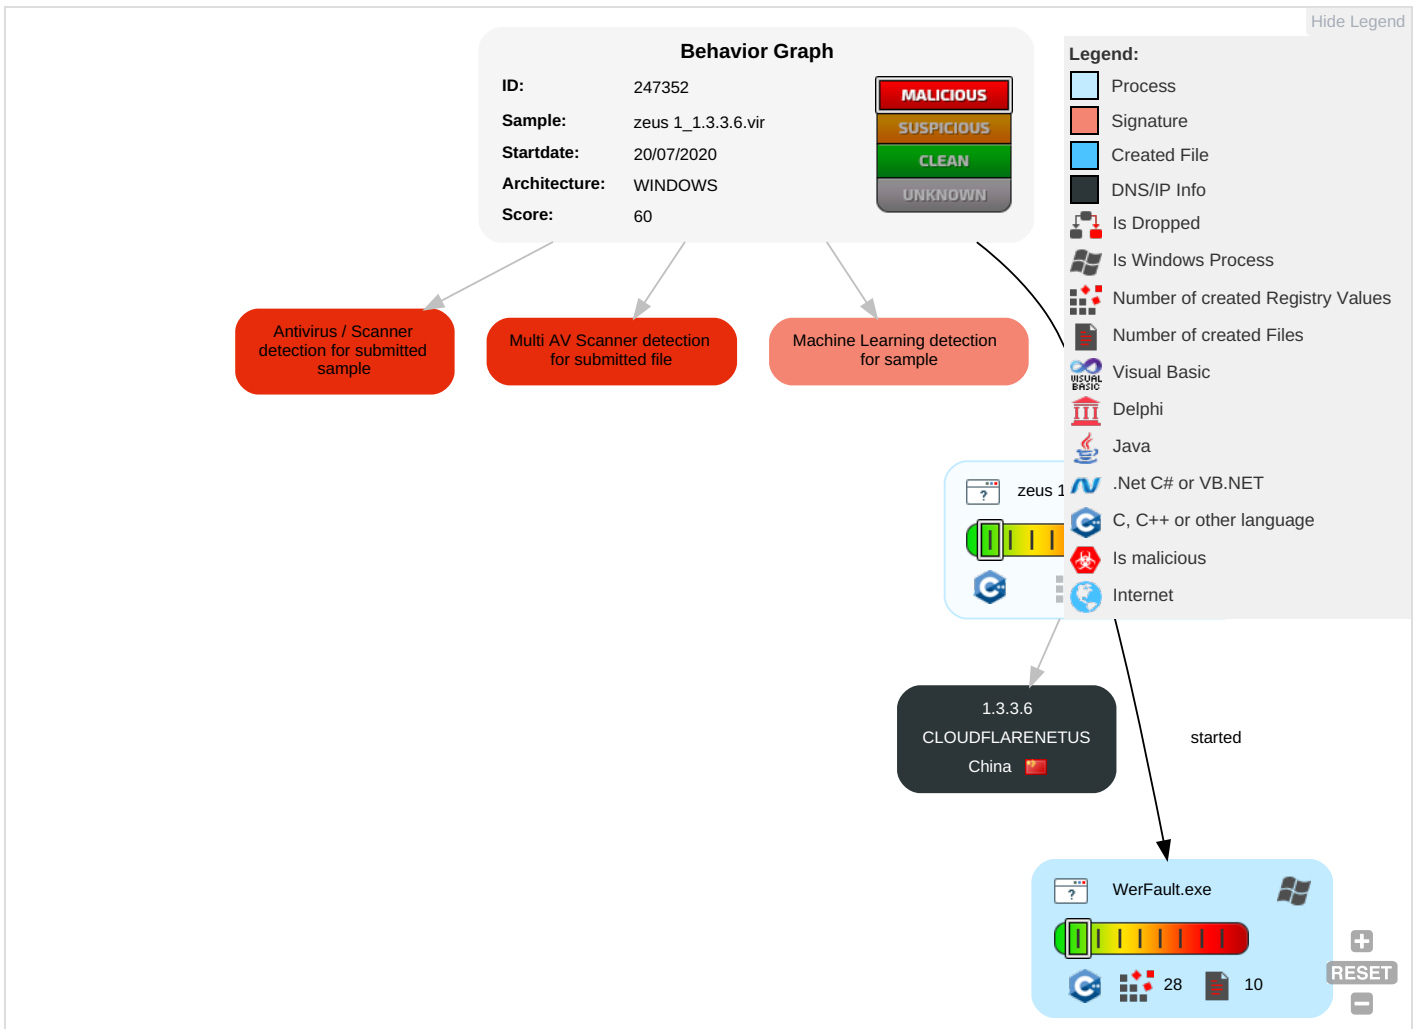 Hide Legend
Behavior Graph
ID: 247352
Sample: zeus 1_1.3.3.6.vir
Startdate: 20/07/2020
Architecture: WINDOWS
Score: 60
MALICIOUS
SUSPICIOUS
CLEAN
UNKNOWN
Legend:
Process
Signature
Created File
DNS/IP Info
Is Dropped
Is Windows Process
Number of created Registry Values
Number of created Files
VISUAL
BASIC
Visual Basic
Delphi
Java
.Net C# or VB.NET
C, C++ or other language
Is malicious
Internet
Antivirus / Scanner
detection for submitted
sample
Multi AV Scanner detection
for submitted file
Machine Learning detection
for sample
zeus 1
1.3.3.6
CLOUDFLARENETUS
China
started
WerFault.exe
28
10
RESET